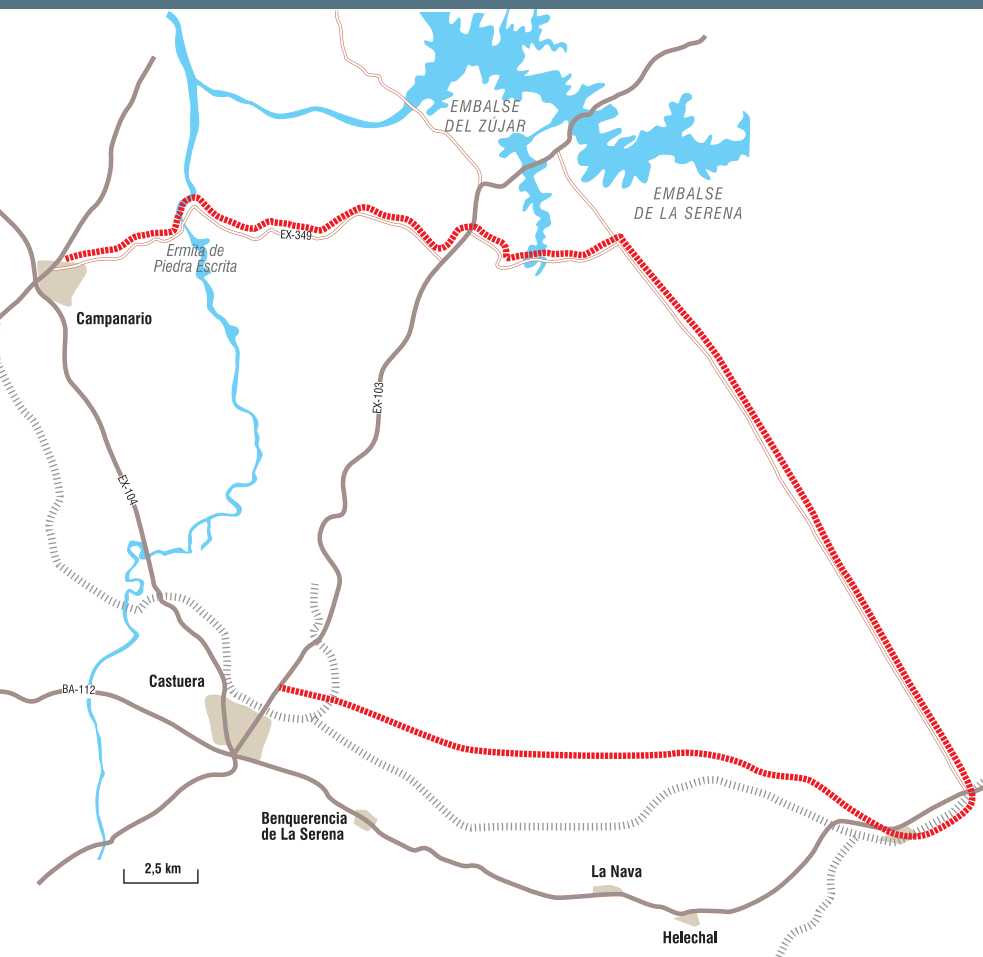 EMBALSE
DEL ZÚJAR
EMBALSE
DE LA SERENA
EX-349
Ermita de
Piedra Escrita
Campanario
EX-103
EX-104
Castuera
BA-112
Benquerencia
de La Serena
2,5 km
La Nava
Helechal